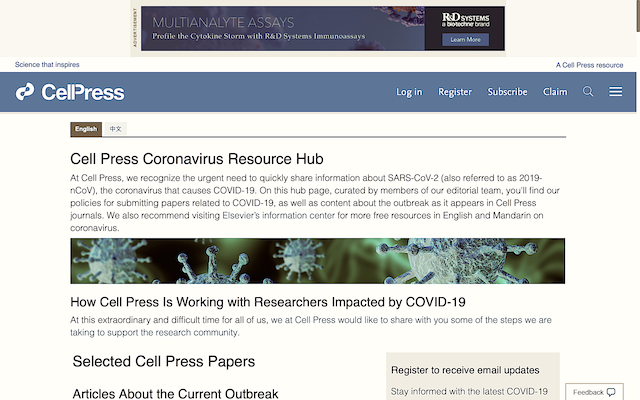 ADVERTISEMENT
MULTIANALYTE ASSAYS
Profile the Cytokine Storm with R&D Systems Immunoassays
R&D SYSTEMS
a biotechne brand
Learn More
Science that inspires
A Cell Press resource
CellPress
Log in
Register
Subscribe
Claim
English
中文
Cell Press Coronavirus Resource Hub
At Cell Press, we recognize the urgent need to quickly share information about SARS-CoV-2 (also referred to as 2019-
nCoV), the coronavirus that causes COVID-19. On this hub page, curated by members of our editorial team, you'll find our
policies for submitting papers related to COVID-19, as well as content about the outbreak as it appears in Cell Press
journals. We also recommend visiting Elsevier's information center for more free resources in English and Mandarin on
coronavirus.
How Cell Press Is Working with Researchers Impacted by COVID-19
At this extraordinary and difficult time for all of us, we at Cell Press would like to share with you some of the steps we are
taking to support the research community.
Selected Cell Press Papers
Articles About the Current Outbreak
Register to receive email updates
Stay informed with the latest COVID-19
Feedback